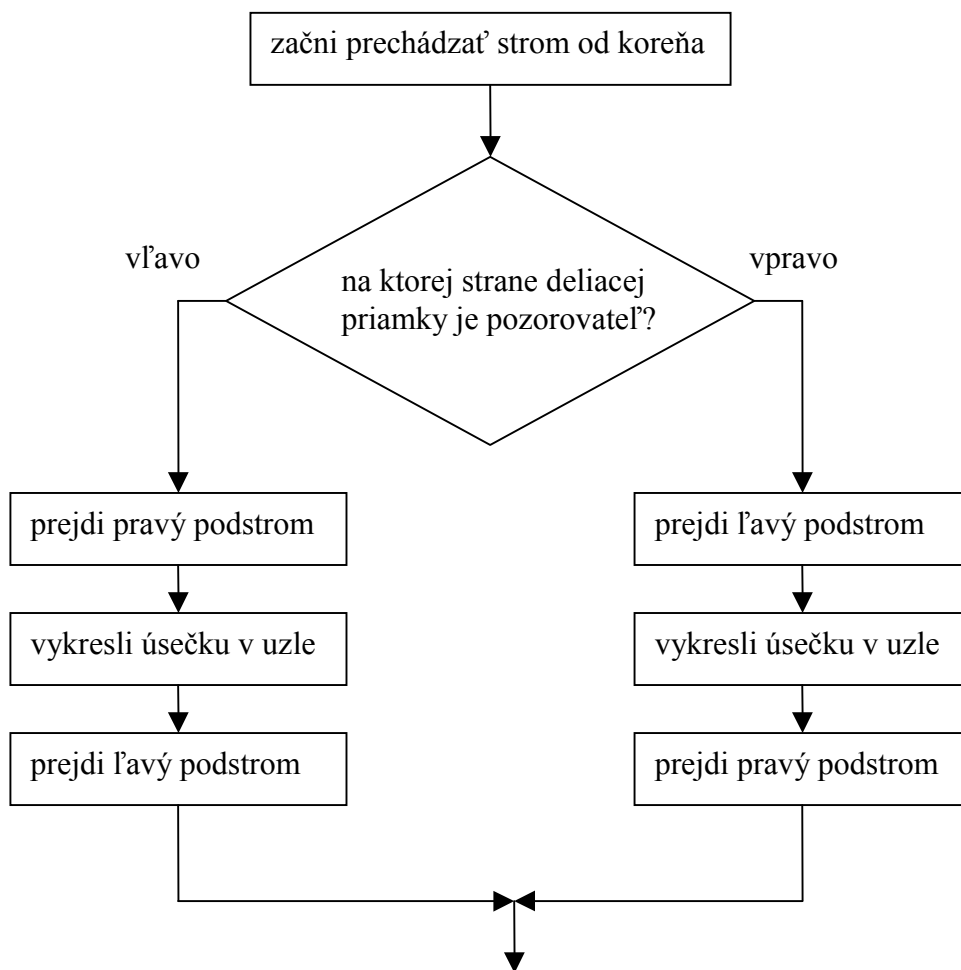 začni prechádzať strom od koreňa
vľavo
vpravo
na ktorej strane deliacej
priamky je pozorovateľ?
prejdi pravý podstrom
prejdi ľavý podstrom
vykresli úsečku v uzle
vykresli úsečku v uzle
prejdi ľavý podstrom
prejdi pravý podstrom